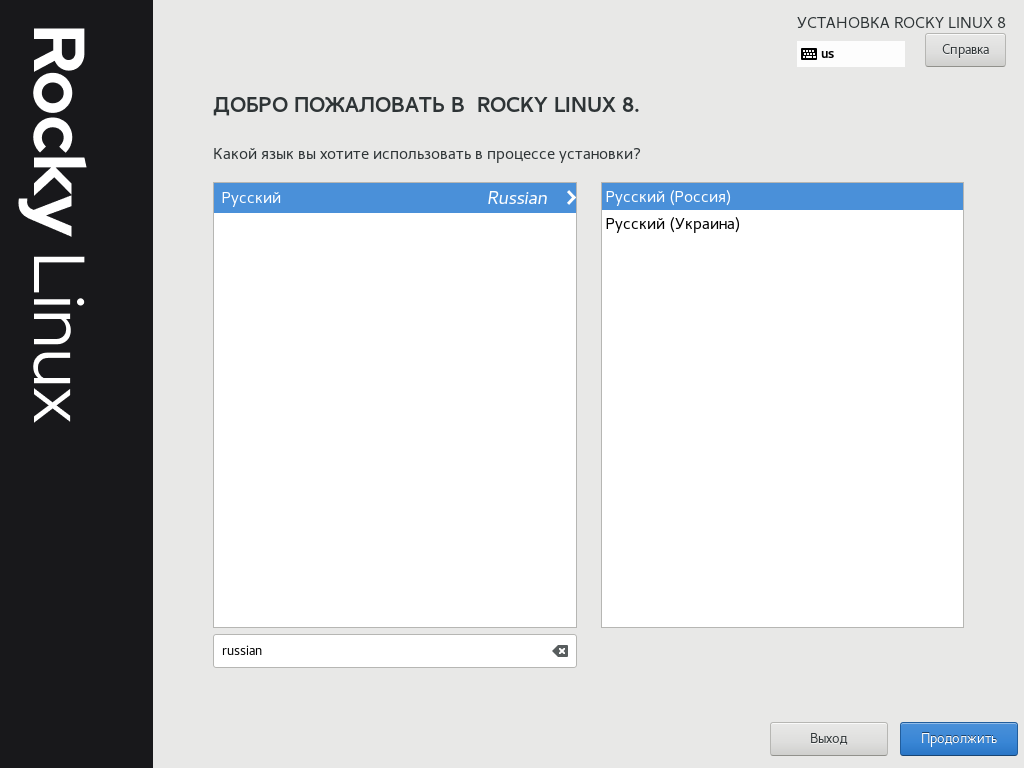 Rocky Linux
УСТАНОВКА ROCKY LINUX 8
us
Справка
ДОБРО ПОЖАЛОВАТЬ В  ROCKY LINUX 8.
Какой язык вы хотите использовать в процессе установки?
Русский Russian
Русский (Россия)
Русский (Украина)
russian
Выход
Продолжить